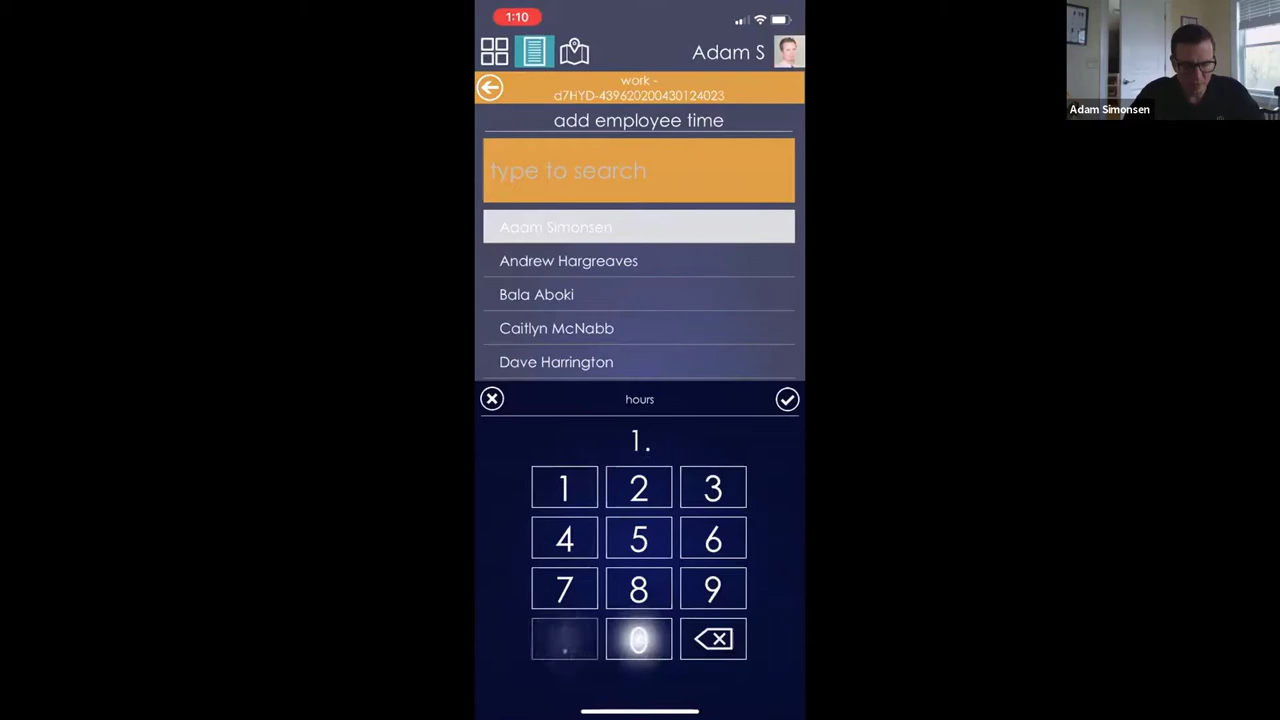 1:10
Adam S
work -
d7HYD-439620200430124023
add employee time
type to search
Adam Simonsen
Andrew Hargreaves
Bala Aboki
Caitlyn McNabb
Dave Harrington
hours
1.
1 2 3
4 5 6
7 8 9
. 0
Adam Simonsen